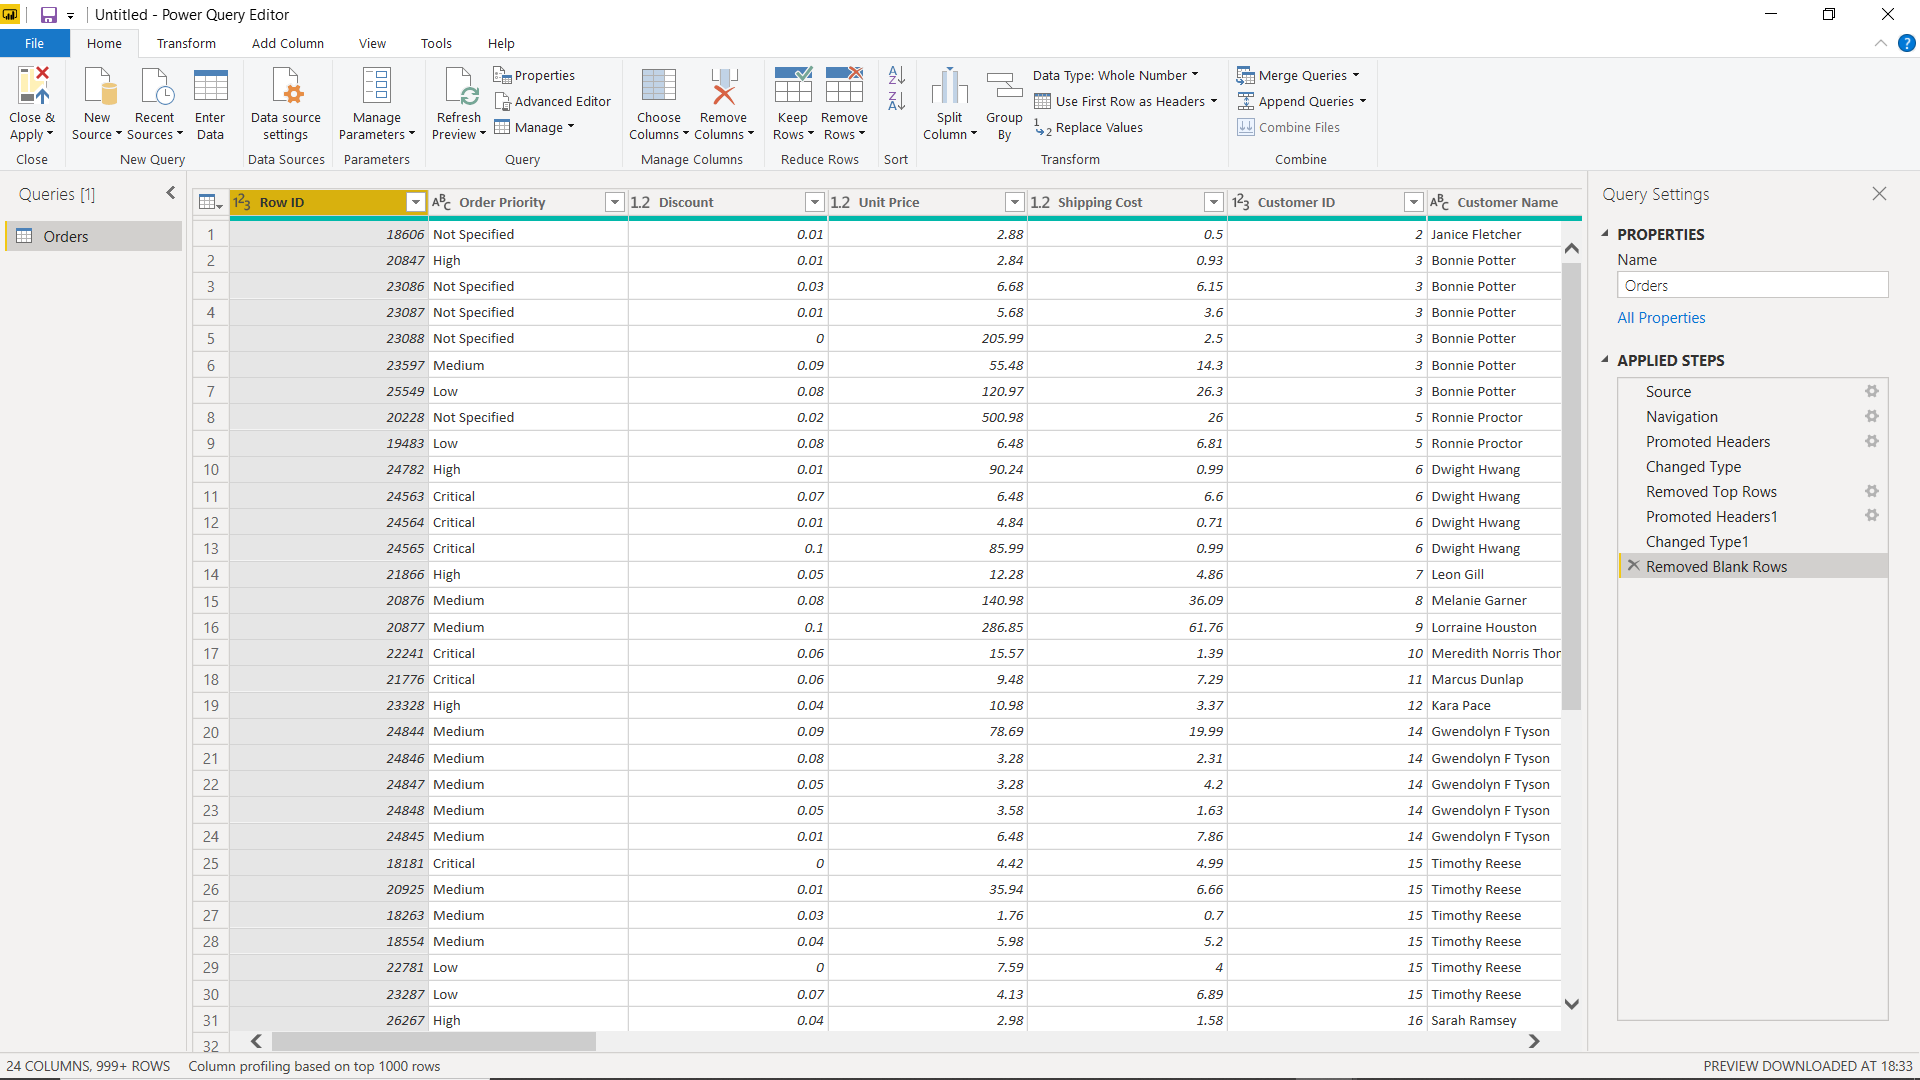 Untitled - Power Query Editor
File Home Transform Add Column View Tools Help
Close & Apply
New Source
Recent Sources
Enter Data
Data source settings
Manage Parameters
Refresh Preview
Properties
Advanced Editor
Manage
Choose Columns
Remove Columns
Keep Rows
Remove Rows
Split Column
Group By
Data Type: Whole Number
Use First Row as Headers
Replace Values
Merge Queries
Append Queries
Combine Files
Close New Query Data Sources Parameters Query Manage Columns Reduce Rows Sort Transform Combine
Queries [1]
Orders
Row ID Order Priority Discount Unit Price Shipping Cost Customer ID Customer Name
1 18606 Not Specified 0.01 2.88 0.5 2 Janice Fletcher
2 20847 High 0.01 2.84 0.93 3 Bonnie Potter
3 23086 Not Specified 0.03 6.68 6.15 3 Bonnie Potter
4 23087 Not Specified 0.01 5.68 3.6 3 Bonnie Potter
5 23088 Not Specified 0 205.99 2.5 3 Bonnie Potter
6 23597 Medium 0.09 55.48 14.3 3 Bonnie Potter
7 25549 Low 0.08 120.97 26.3 3 Bonnie Potter
8 20228 Not Specified 0.02 500.98 26 5 Ronnie Proctor
9 19483 Low 0.08 6.48 6.81 5 Ronnie Proctor
10 24782 High 0.01 90.24 0.99 6 Dwight Hwang
11 24563 Critical 0.07 6.48 6.6 6 Dwight Hwang
12 24564 Critical 0.01 4.84 0.71 6 Dwight Hwang
13 24565 Critical 0.1 85.99 0.99 6 Dwight Hwang
14 21866 High 0.05 12.28 4.86 7 Leon Gill
15 20876 Medium 0.08 140.98 36.09 8 Melanie Garner
16 20877 Medium 0.1 286.85 61.76 9 Lorraine Houston
17 22241 Critical 0.06 15.57 1.39 10 Meredith Norris Thor
18 21776 Critical 0.06 9.48 7.29 11 Marcus Dunlap
19 23328 High 0.04 10.98 3.37 12 Kara Pace
20 24844 Medium 0.09 78.69 19.99 14 Gwendolyn F Tyson
21 24846 Medium 0.08 3.28 2.31 14 Gwendolyn F Tyson
22 24847 Medium 0.05 3.28 4.2 14 Gwendolyn F Tyson
23 24848 Medium 0.05 3.58 1.63 14 Gwendolyn F Tyson
24 24845 Medium 0.01 6.48 7.86 14 Gwendolyn F Tyson
25 18181 Critical 0 4.42 4.99 15 Timothy Reese
26 20925 Medium 0.01 35.94 6.66 15 Timothy Reese
27 18263 Medium 0.03 1.76 0.7 15 Timothy Reese
28 18554 Medium 0.04 5.98 5.2 15 Timothy Reese
29 22781 Low 0 7.59 4 15 Timothy Reese
30 23287 Low 0.07 4.13 6.89 15 Timothy Reese
31 26267 High 0.04 2.98 1.58 16 Sarah Ramsey
32
Query Settings
PROPERTIES
Name
Orders
All Properties
APPLIED STEPS
Source
Navigation
Promoted Headers
Changed Type
Removed Top Rows
Promoted Headers1
Changed Type1
Removed Blank Rows
24 COLUMNS, 999+ ROWS Column profiling based on top 1000 rows PREVIEW DOWNLOADED AT 18:33